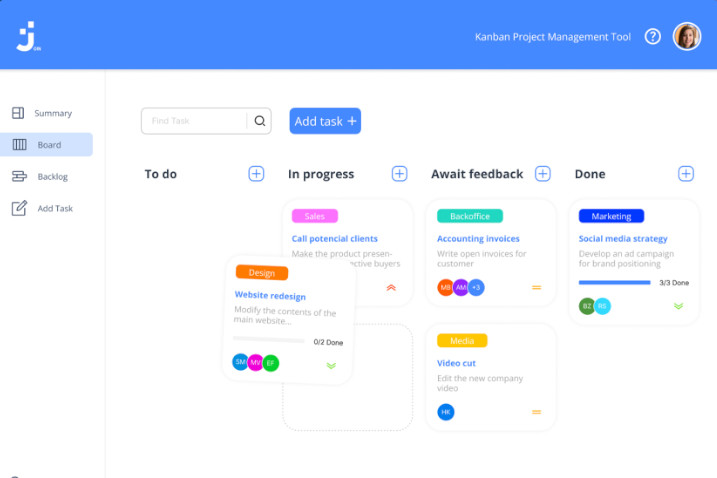 Kanban Project Management Tool
?
Summary
Board
Backlog
Add Task
Find Task
Add task +
To do
In progress
Await feedback
Done
Design
Website redesign
Modify the contents of the
main website...
0/2 Done
SM MV EF
Sales
Call potencial clients
Make the product presen-
ective buyers
Backoffice
Accounting invoices
Write open invoices for
customer
MB AM +3
Media
Video cut
Edit the new company
video
HK
Marketing
Social media strategy
Develop an ad campaign
for brand positioning
3/3 Done
BZ RS